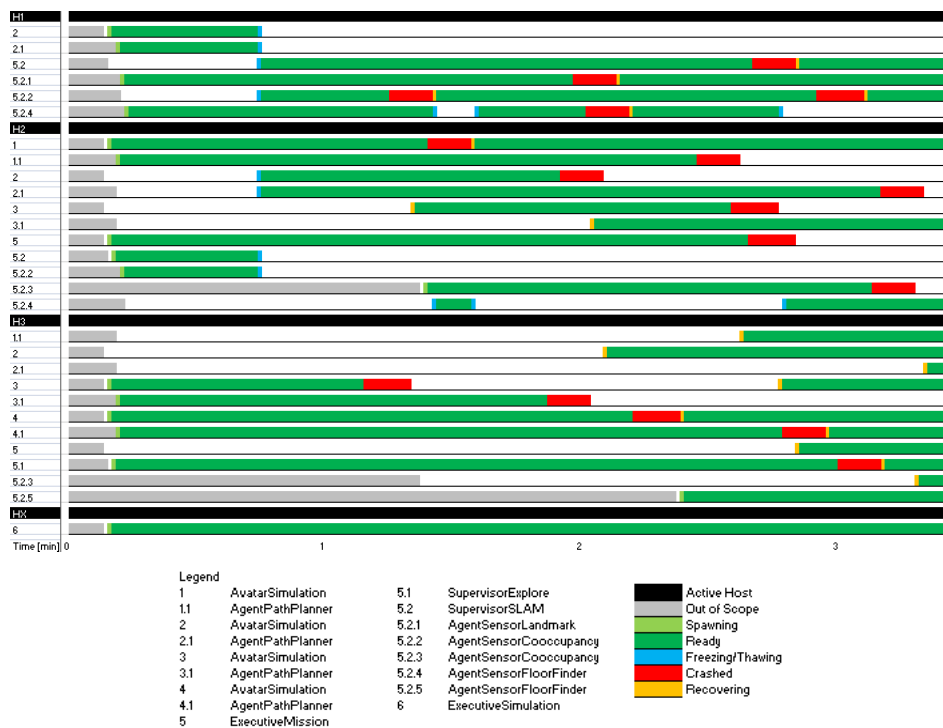 H1
2
2.1
5.2
5.2.1
5.2.2
5.2.4
H2
1
1.1
2
2.1
3
3.1
5
5.2
5.2.2
5.2.3
5.2.4
H3
1.1
2
2.1
3
3.1
4
4.1
5
5.1
5.2.3
5.2.5
HX
6
Time [min] 0 1 2 3
Legend
1 AvatarSimulation 5.1 SupervisorExplore Active Host
1.1 AgentPathPlanner 5.2 SupervisorSLAM Out of Scope
2 AvatarSimulation 5.2.1 AgentSensorLandmark Spawning
2.1 AgentPathPlanner 5.2.2 AgentSensorCooccupancy Ready
3 AvatarSimulation 5.2.3 AgentSensorCooccupancy Freezing/Thawing
3.1 AgentPathPlanner 5.2.4 AgentSensorFloorFinder Crashed
4 AvatarSimulation 5.2.5 AgentSensorFloorFinder Recovering
4.1 AgentPathPlanner 6 ExecutiveSimulation
5 ExecutiveMission